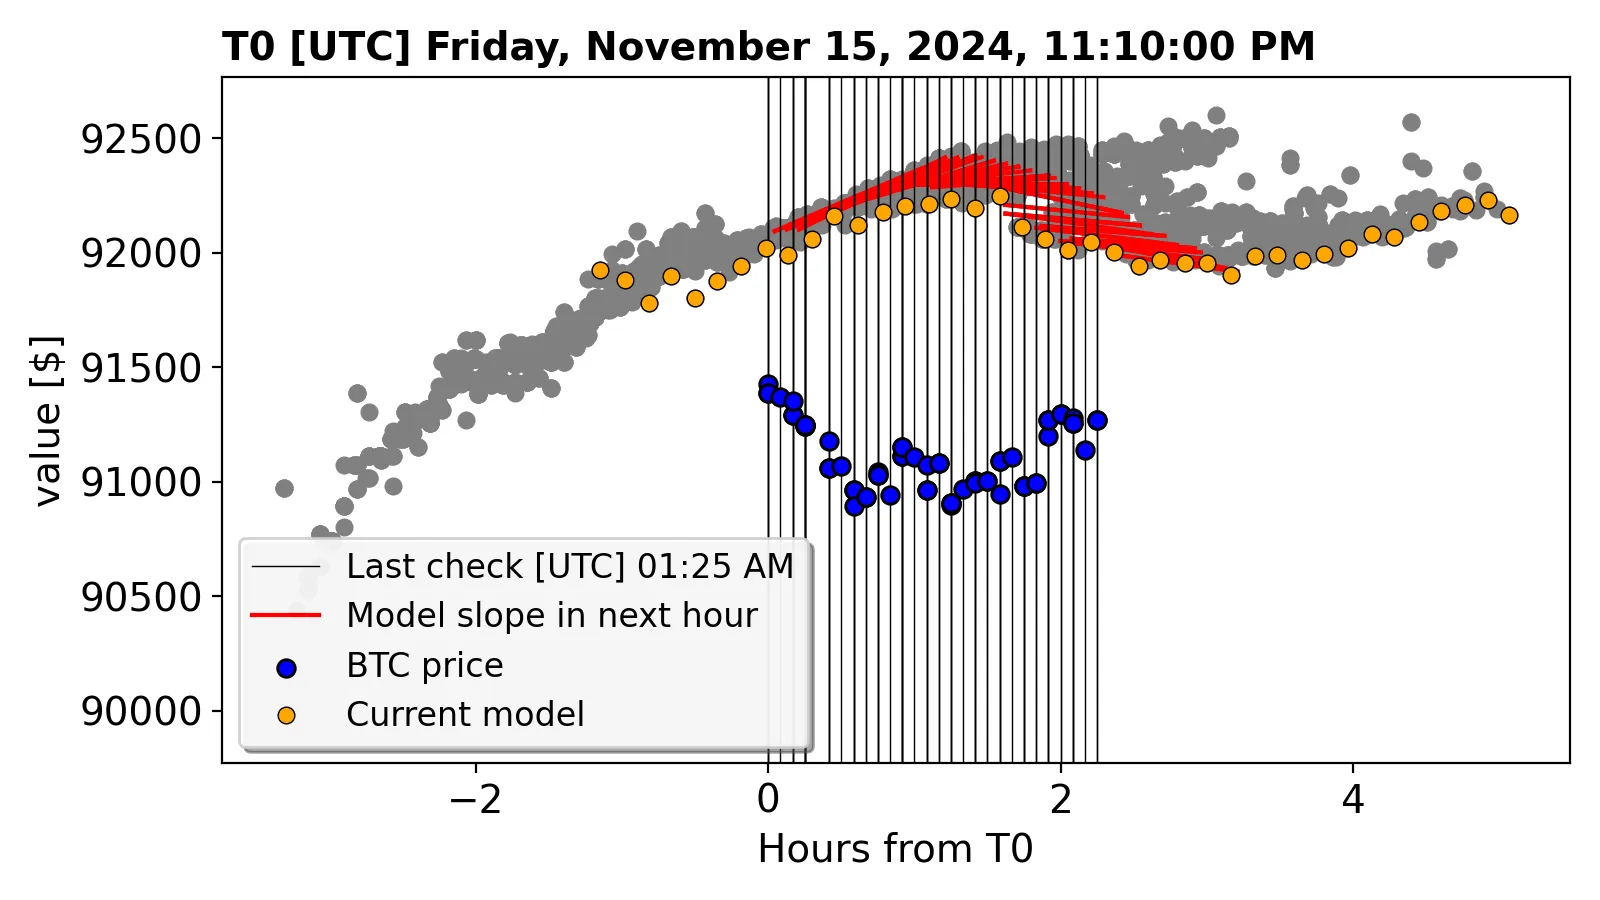 T0 [UTC] Friday, November 15, 2024, 11:10:00 PM
value [$]
92500
92000
91500
91000
90500
90000
Last check [UTC] 01:25 AM
Model slope in next hour
BTC price
Current model
−2 0 2 4
Hours from T0